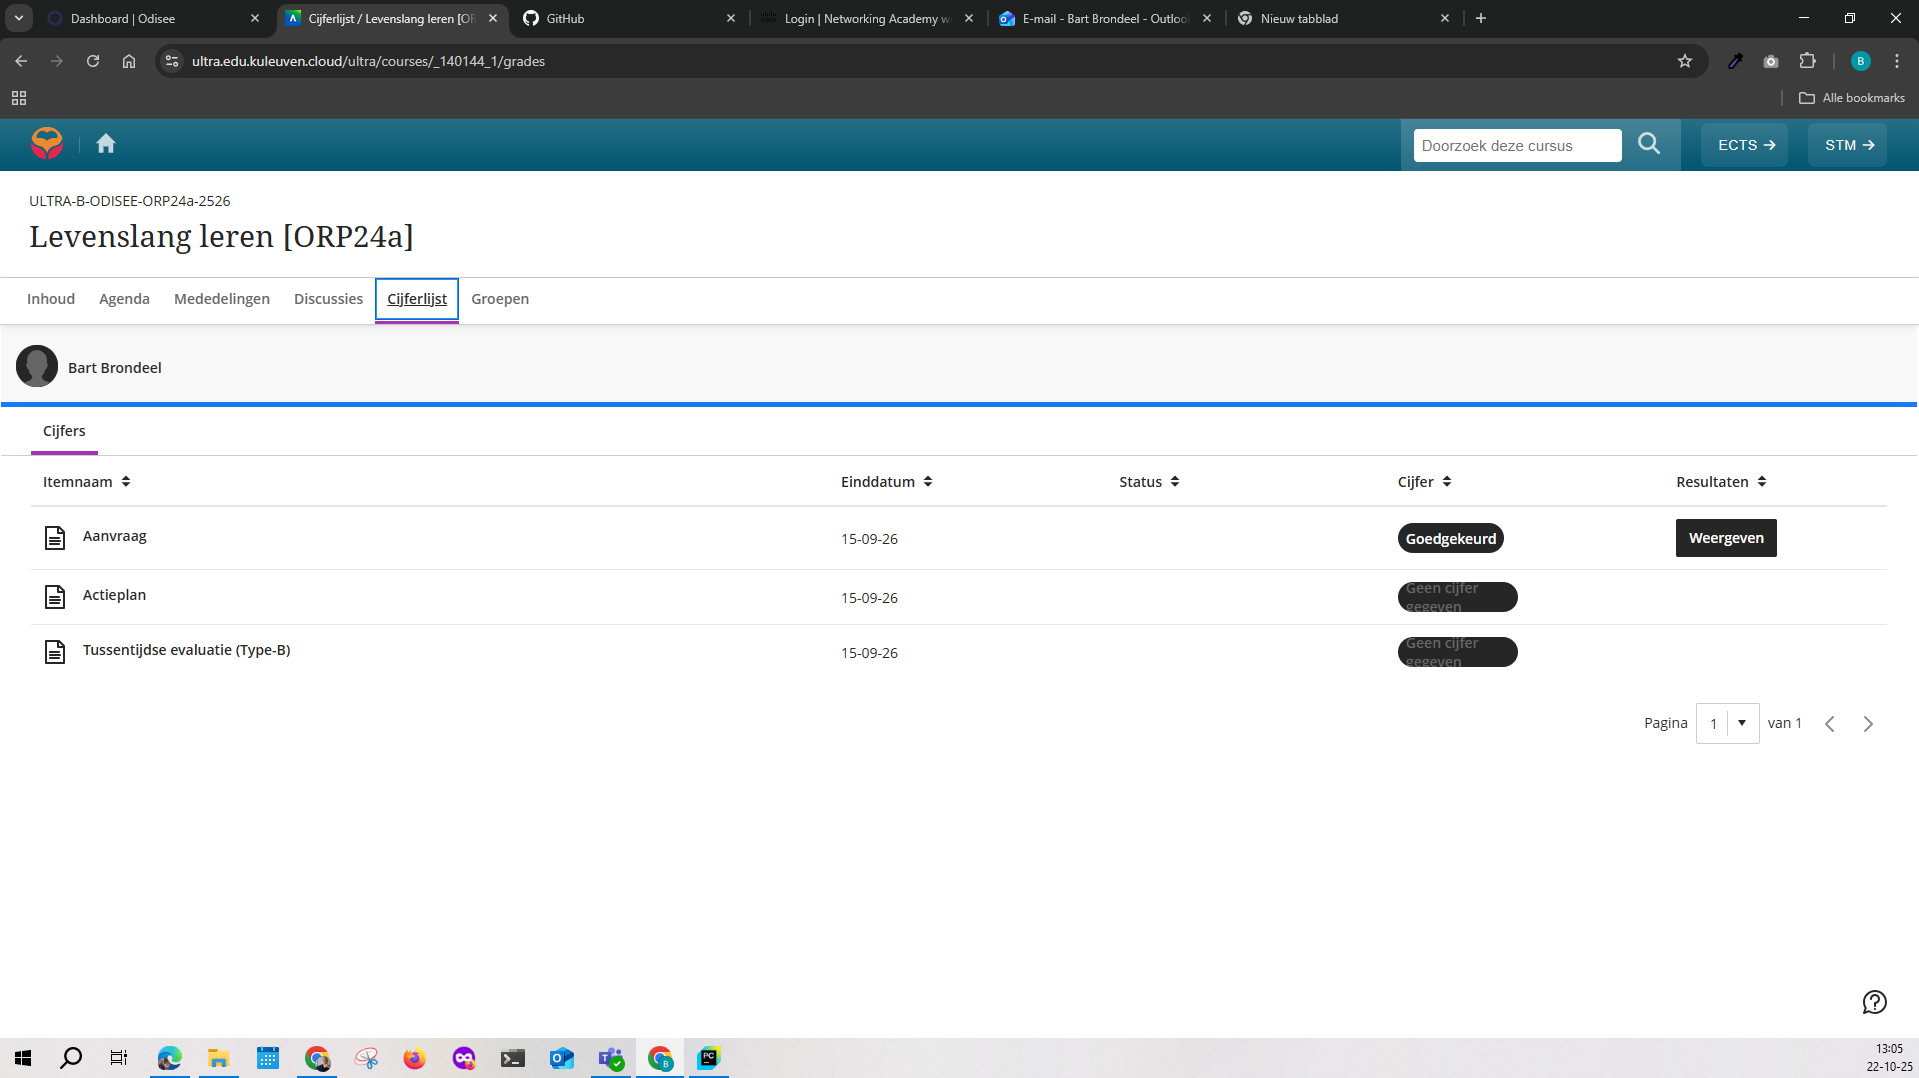 Dashboard | Odisee
Cijferlijst / Levenslang leren [OR
GitHub
Login | Networking Academy w
E-mail - Bart Brondeel - Outloo
Nieuw tabblad
ultra.edu.kuleuven.cloud/ultra/courses/_140144_1/grades
B
Alle bookmarks
Doorzoek deze cursus
ECTS →
STM →
ULTRA-B-ODISEE-ORP24a-2526
Levenslang leren [ORP24a]
Inhoud Agenda Mededelingen Discussies Cijferlijst Groepen
Bart Brondeel
Cijfers
Itemnaam Einddatum Status Cijfer Resultaten
Aanvraag 15-09-26 Goedgekeurd Weergeven
Actieplan 15-09-26 Geen cijfer gegeven
Tussentijdse evaluatie (Type-B) 15-09-26 Geen cijfer gegeven
Pagina 1 van 1
13:05
22-10-25